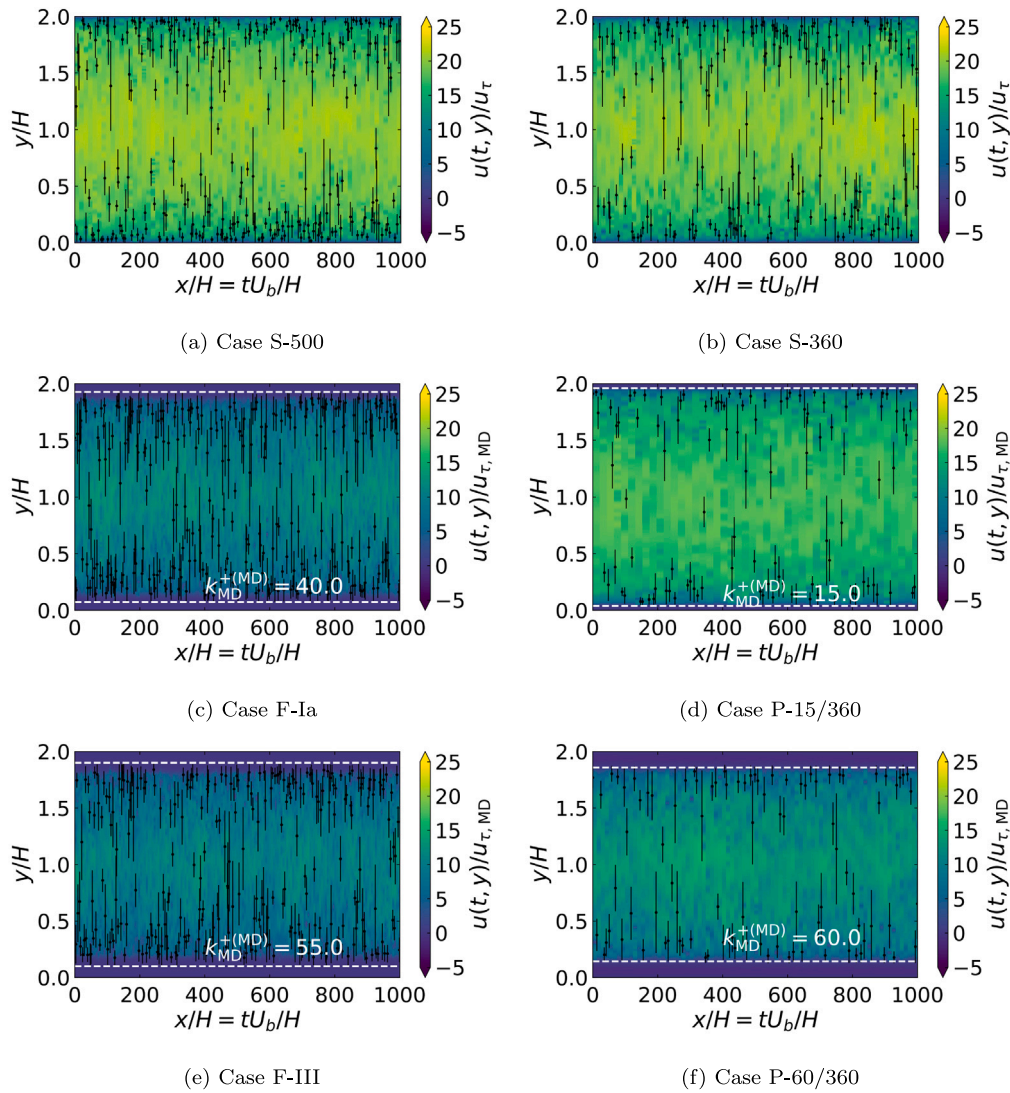 2.0
1.5
1.0
0.5
0.0
y/H
0 200 400 600 800 1000
x/H = tU_b/H
25
20
15
10
5
0
−5
u(t, y)/u_τ
(a) Case S-500
2.0
1.5
1.0
0.5
0.0
y/H
0 200 400 600 800 1000
x/H = tU_b/H
25
20
15
10
5
0
−5
u(t, y)/u_τ
(b) Case S-360
2.0
1.5
1.0
0.5
0.0
y/H
k_MD^+(MD) = 40.0
0 200 400 600 800 1000
x/H = tU_b/H
25
20
15
10
5
0
−5
u(t, y)/u_τ, MD
(c) Case F-Ia
2.0
1.5
1.0
0.5
0.0
y/H
k_MD^+(MD) = 15.0
0 200 400 600 800 1000
x/H = tU_b/H
25
20
15
10
5
0
−5
u(t, y)/u_τ, MD
(d) Case P-15/360
2.0
1.5
1.0
0.5
0.0
y/H
k_MD^+(MD) = 55.0
0 200 400 600 800 1000
x/H = tU_b/H
25
20
15
10
5
0
−5
u(t, y)/u_τ, MD
(e) Case F-III
2.0
1.5
1.0
0.5
0.0
y/H
k_MD^+(MD) = 60.0
0 200 400 600 800 1000
x/H = tU_b/H
25
20
15
10
5
0
−5
u(t, y)/u_τ, MD
(f) Case P-60/360